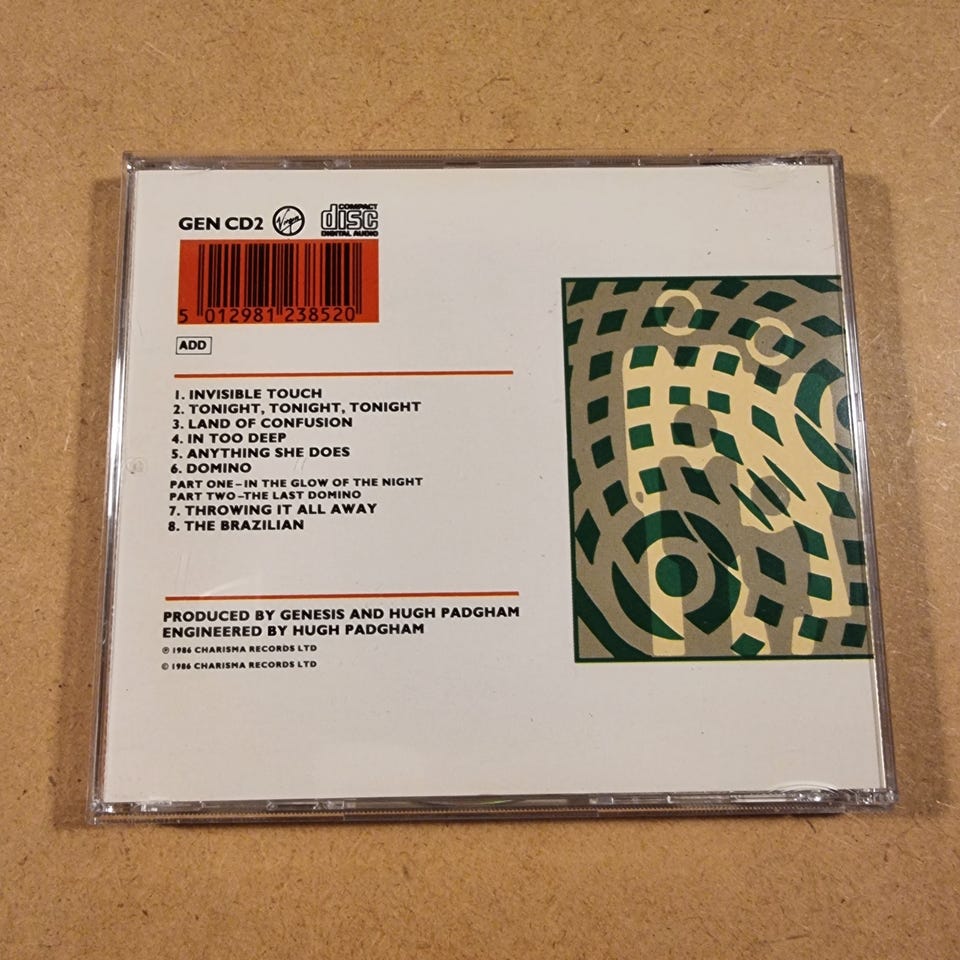 GEN CD2 Virgin COMPACT disc DIGITAL AUDIO
5 012981 238520
ADD
1. INVISIBLE TOUCH
2. TONIGHT, TONIGHT, TONIGHT
3. LAND OF CONFUSION
4. IN TOO DEEP
5. ANYTHING SHE DOES
6. DOMINO
PART ONE–IN THE GLOW OF THE NIGHT
PART TWO–THE LAST DOMINO
7. THROWING IT ALL AWAY
8. THE BRAZILIAN
PRODUCED BY GENESIS AND HUGH PADGHAM
ENGINEERED BY HUGH PADGHAM
℗ 1986 CHARISMA RECORDS LTD
© 1986 CHARISMA RECORDS LTD